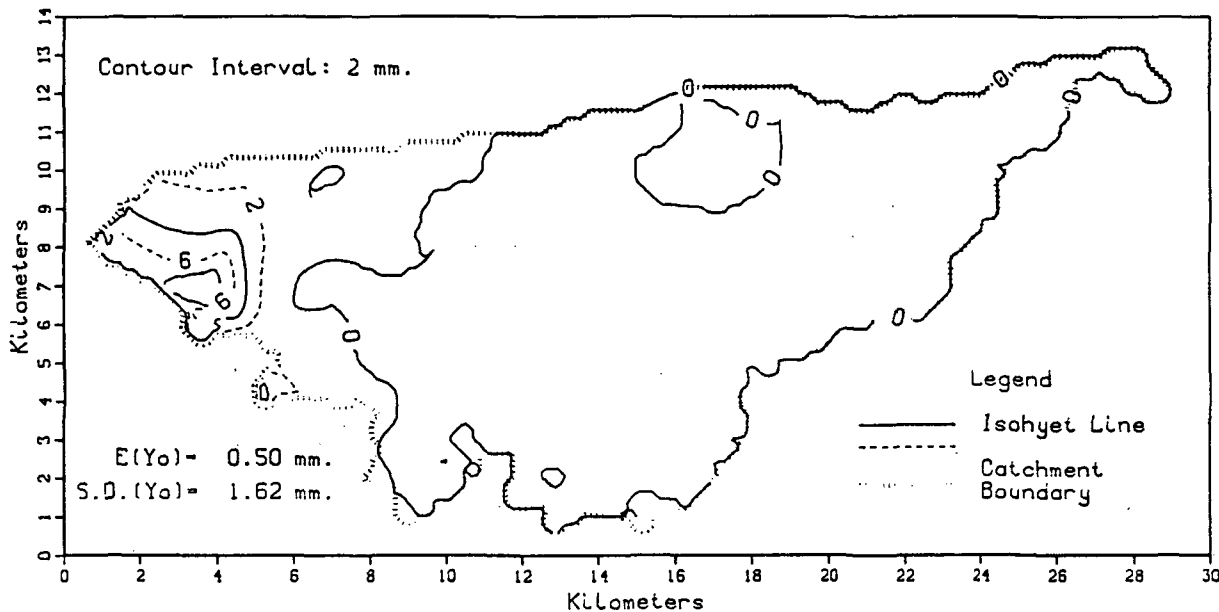 Contour Interval: 2 mm.
14
13
12
11
10
9
8
7
6
5
4
3
2
1
0
Kilometers
0
0
0
0
0
2
2
6
6
0
0
E(Yo)= 0.50 mm.
S.D.(Yo)= 1.62 mm.
Legend
Isohyet Line
Catchment
Boundary
0 2 4 6 8 10 12 14 16 18 20 22 24 26 28 30
Kilometers